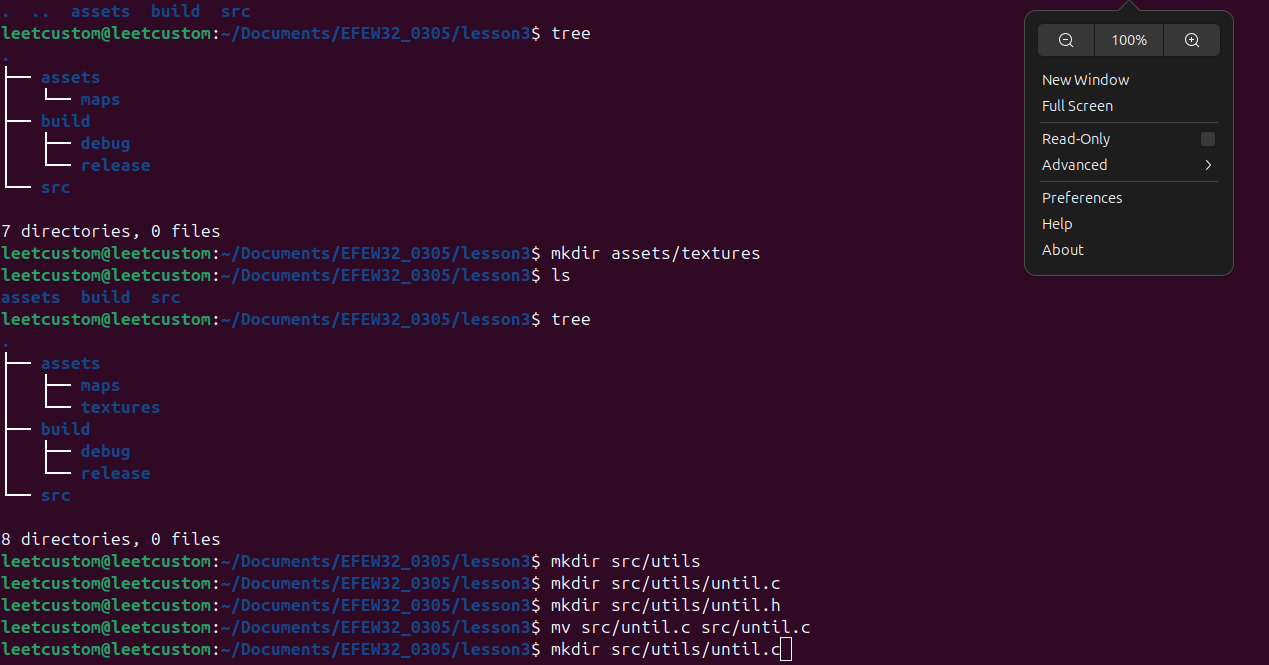 .  ..  assets  build  src
leetcustom@leetcustom:~/Documents/EFEW32_0305/lesson3$ tree
.
├── assets
│   └── maps
├── build
│   ├── debug
│   └── release
└── src
7 directories, 0 files
leetcustom@leetcustom:~/Documents/EFEW32_0305/lesson3$ mkdir assets/textures
leetcustom@leetcustom:~/Documents/EFEW32_0305/lesson3$ ls
assets  build  src
leetcustom@leetcustom:~/Documents/EFEW32_0305/lesson3$ tree
.
├── assets
│   ├── maps
│   └── textures
├── build
│   ├── debug
│   └── release
└── src
8 directories, 0 files
leetcustom@leetcustom:~/Documents/EFEW32_0305/lesson3$ mkdir src/utils
leetcustom@leetcustom:~/Documents/EFEW32_0305/lesson3$ mkdir src/utils/until.c
leetcustom@leetcustom:~/Documents/EFEW32_0305/lesson3$ mkdir src/utils/until.h
leetcustom@leetcustom:~/Documents/EFEW32_0305/lesson3$ mv src/until.c src/until.c
leetcustom@leetcustom:~/Documents/EFEW32_0305/lesson3$ mkdir src/utils/until.c
100%
New Window
Full Screen
Read-Only
Advanced
Preferences
Help
About